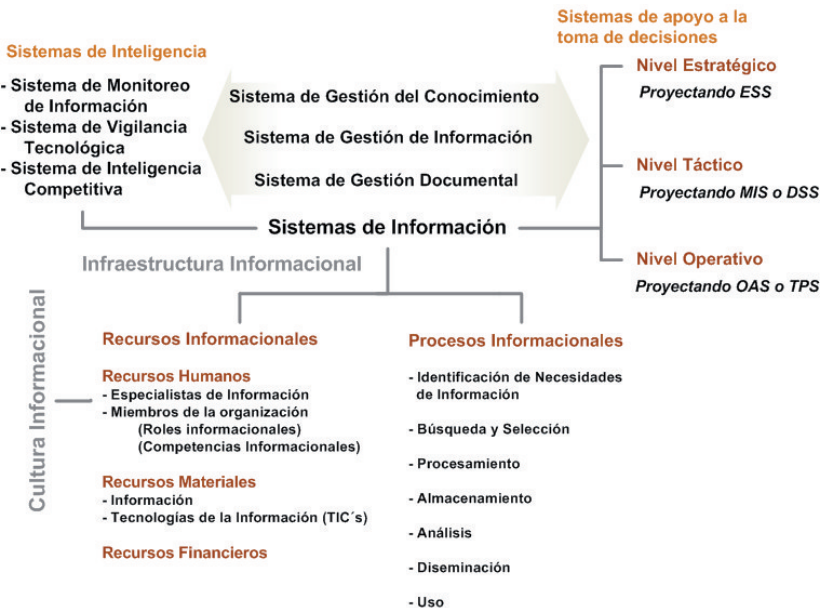 Sistemas de Inteligencia
- Sistema de Monitoreo
de Información
- Sistema de Vigilancia
Tecnológica
- Sistema de Inteligencia
Competitiva
Sistema de Gestión del Conocimiento
Sistema de Gestión de Información
Sistema de Gestión Documental
Sistemas de apoyo a la
toma de decisiones
Nivel Estratégico
Proyectando ESS
Nivel Táctico
Proyectando MIS o DSS
Nivel Operativo
Proyectando OAS o TPS
Sistemas de Información
Infraestructura Informacional
Cultura Informacional
Recursos Informacionales
Recursos Humanos
- Especialistas de Información
- Miembros de la organización
(Roles informacionales)
(Competencias Informacionales)
Recursos Materiales
- Información
- Tecnologías de la Información (TIC´s)
Recursos Financieros
Procesos Informacionales
- Identificación de Necesidades
de Información
- Búsqueda y Selección
- Procesamiento
- Almacenamiento
- Análisis
- Diseminación
- Uso